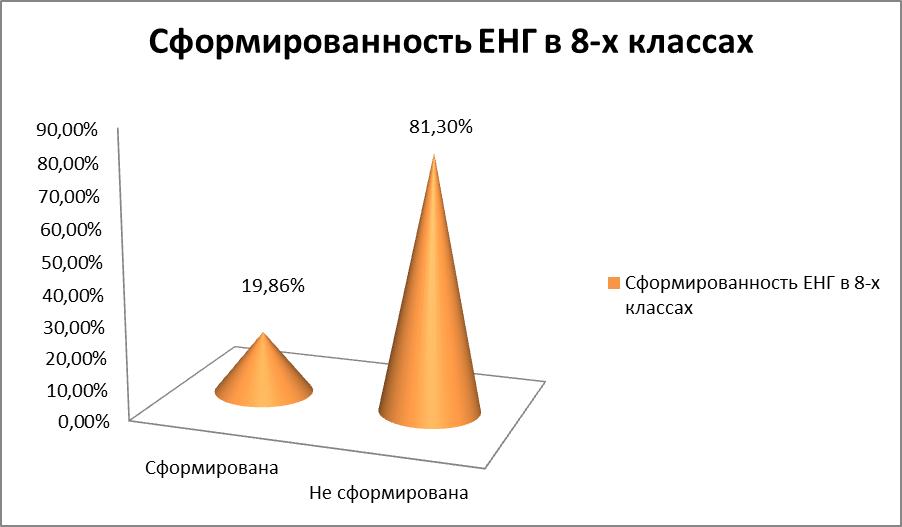 Сформированность ЕНГ в 8-х классах
90,00%
80,00%
70,00%
60,00%
50,00%
40,00%
30,00%
20,00%
10,00%
0,00%
81,30%
19,86%
Сформирована
Не сформирована
Сформированность ЕНГ в 8-х
классах